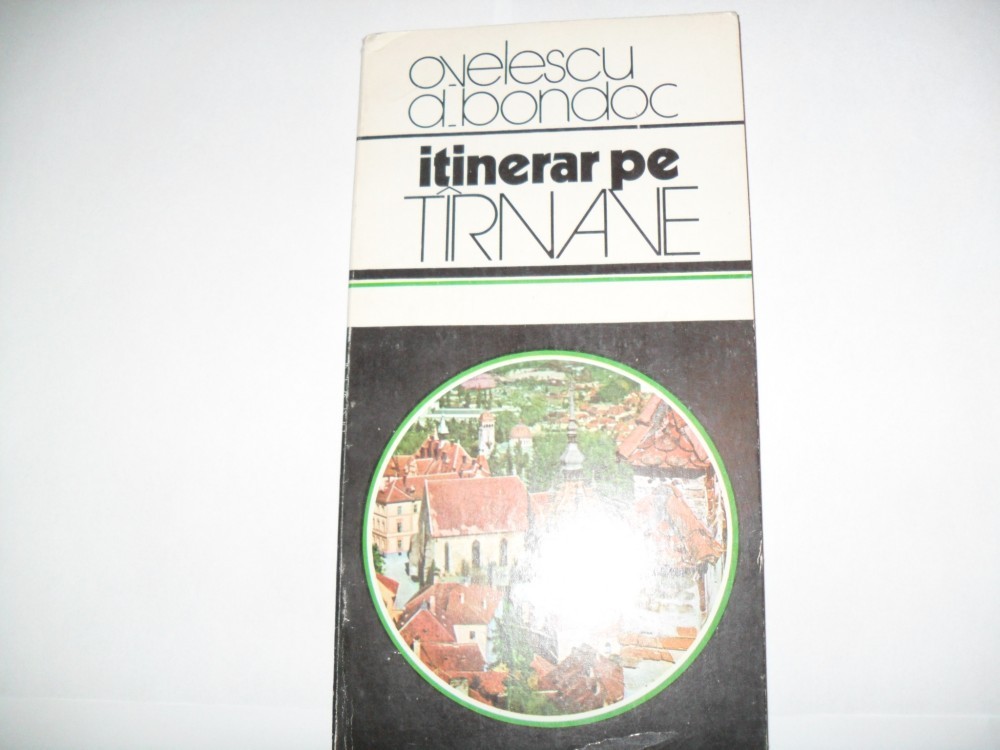 o.velescu
a.bondoc
itinerar pe
TÎRNAVE